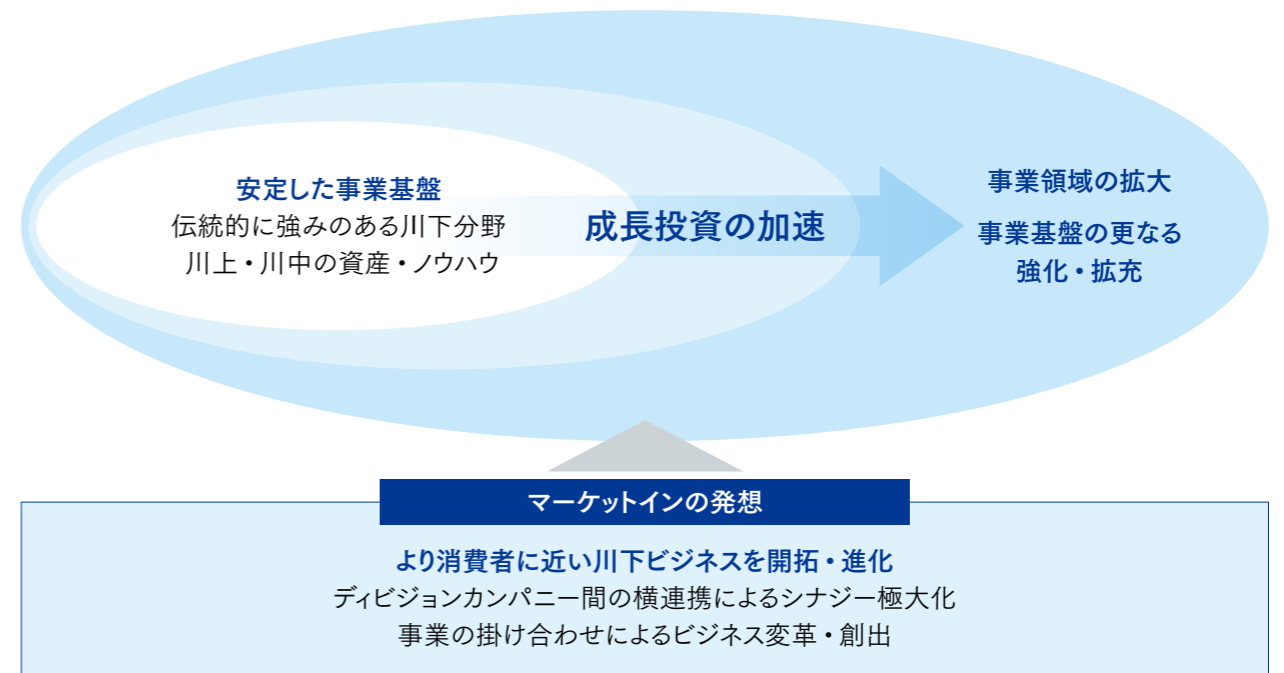 安定した事業基盤
伝統的に強みのある川下分野
川上・川中の資産・ノウハウ
成長投資の加速
事業領域の拡大
事業基盤の更なる
強化・拡充
マーケットインの発想
より消費者に近い川下ビジネスを開拓・進化
ディビジョンカンパニー間の横連携によるシナジー極大化
事業の掛け合わせによるビジネス変革・創出